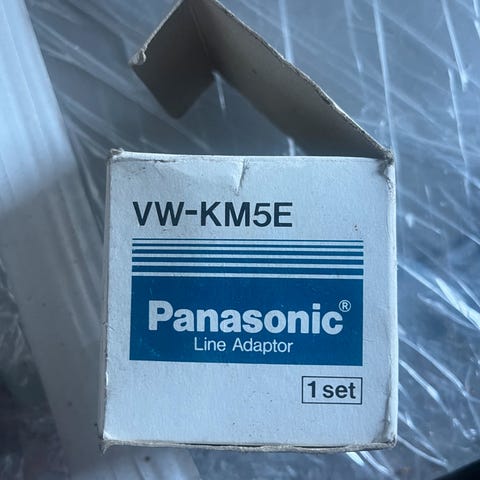 VW-KM5E
Panasonic®
Line Adaptor
1 set